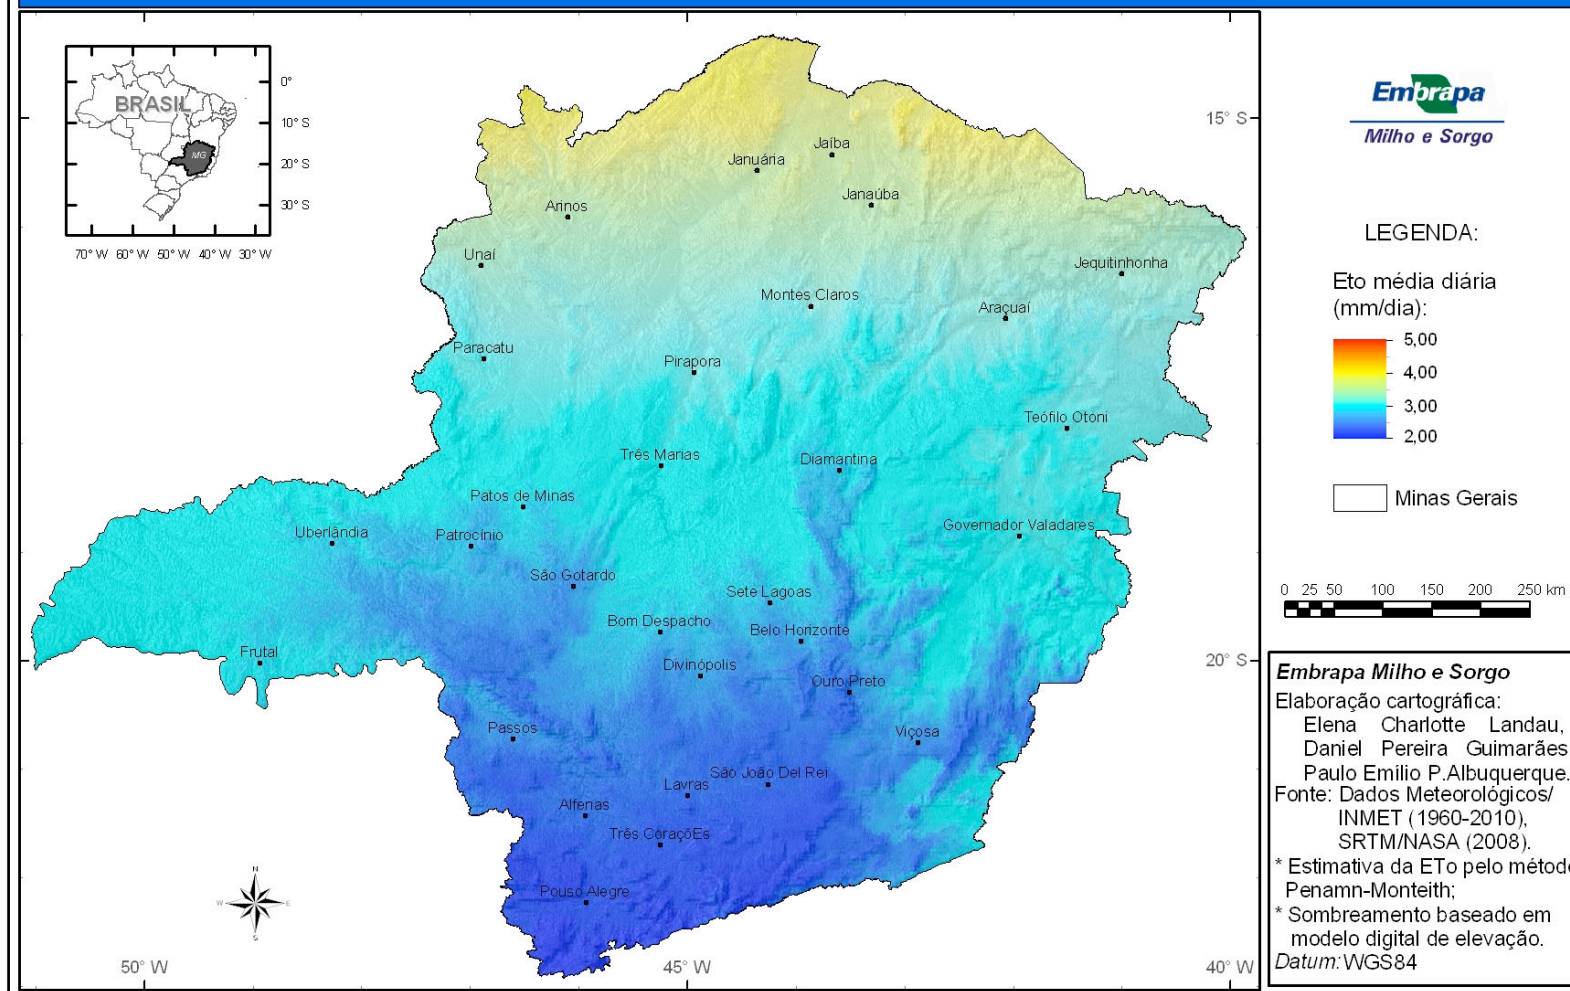 BRASIL
MG
0°
10° S
20° S
30° S
70° W 60° W 50° W 40° W 30° W
Jaíba
Januária
Janaúba
Arinos
Unaí
Jequitinhonha
Montes Claros
Araçuaí
Paracatu
Pirapora
Teófilo Otoni
Três Marias
Diamantina
Patos de Minas
Uberlândia
Patrocínio
Governador Valadares
São Gotardo
Sete Lagoas
Bom Despacho
Belo Horizonte
Frutal
Divinópolis
Ouro Preto
Passos
Viçosa
São João Del Rei
Lavras
Alfenas
Três CoraçõEs
Pouso Alegre
N
W E
S
50° W 45° W 40° W
15° S
20° S
Embrapa
Milho e Sorgo
LEGENDA:
Eto média diária
(mm/dia):
5,00
4,00
3,00
2,00
Minas Gerais
0 25 50 100 150 200 250 km
Embrapa Milho e Sorgo
Elaboração cartográfica:
Elena Charlotte Landau,
Daniel Pereira Guimarães
Paulo Emílio P.Albuquerque.
Fonte: Dados Meteorológicos/
INMET (1960-2010),
SRTM/NASA (2008).
* Estimativa da ETo pelo método
Penamn-Monteith;
* Sombreamento baseado em
modelo digital de elevação.
Datum:WGS84